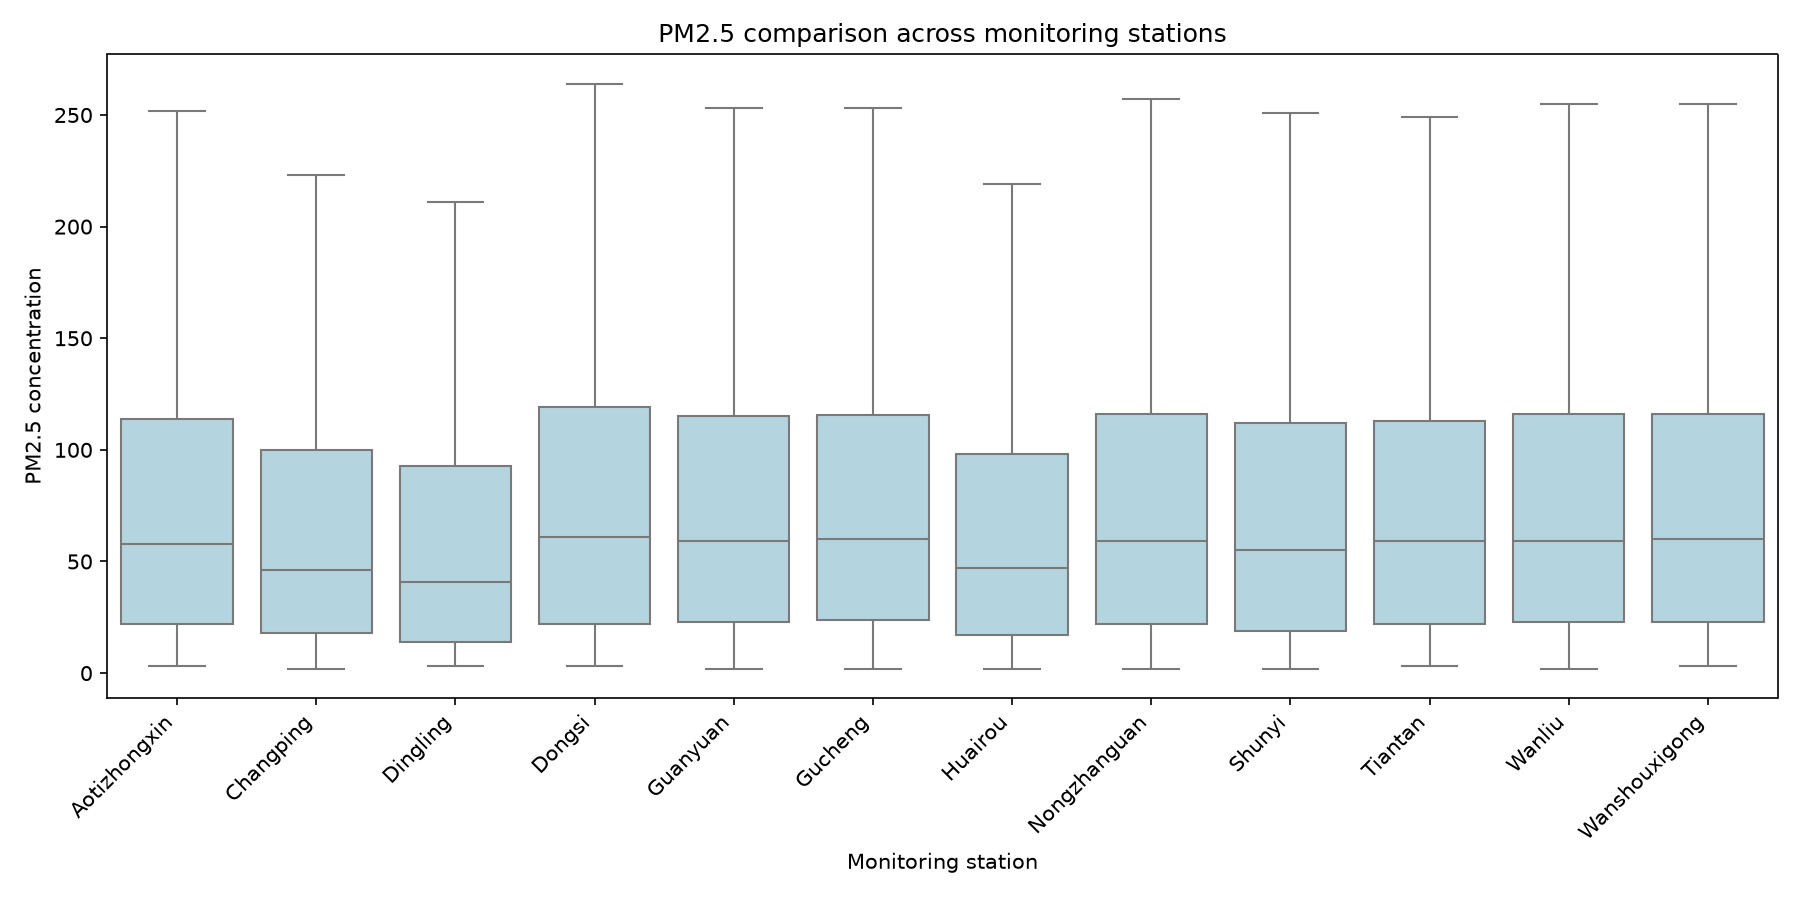 PM2.5 comparison across monitoring stations
PM2.5 concentration
250
200
150
100
50
0
Aotizhongxin
Changping
Dingling
Dongsi
Guanyuan
Gucheng
Huairou
Nongzhanguan
Shunyi
Tiantan
Wanliu
Wanshouxigong
Monitoring station